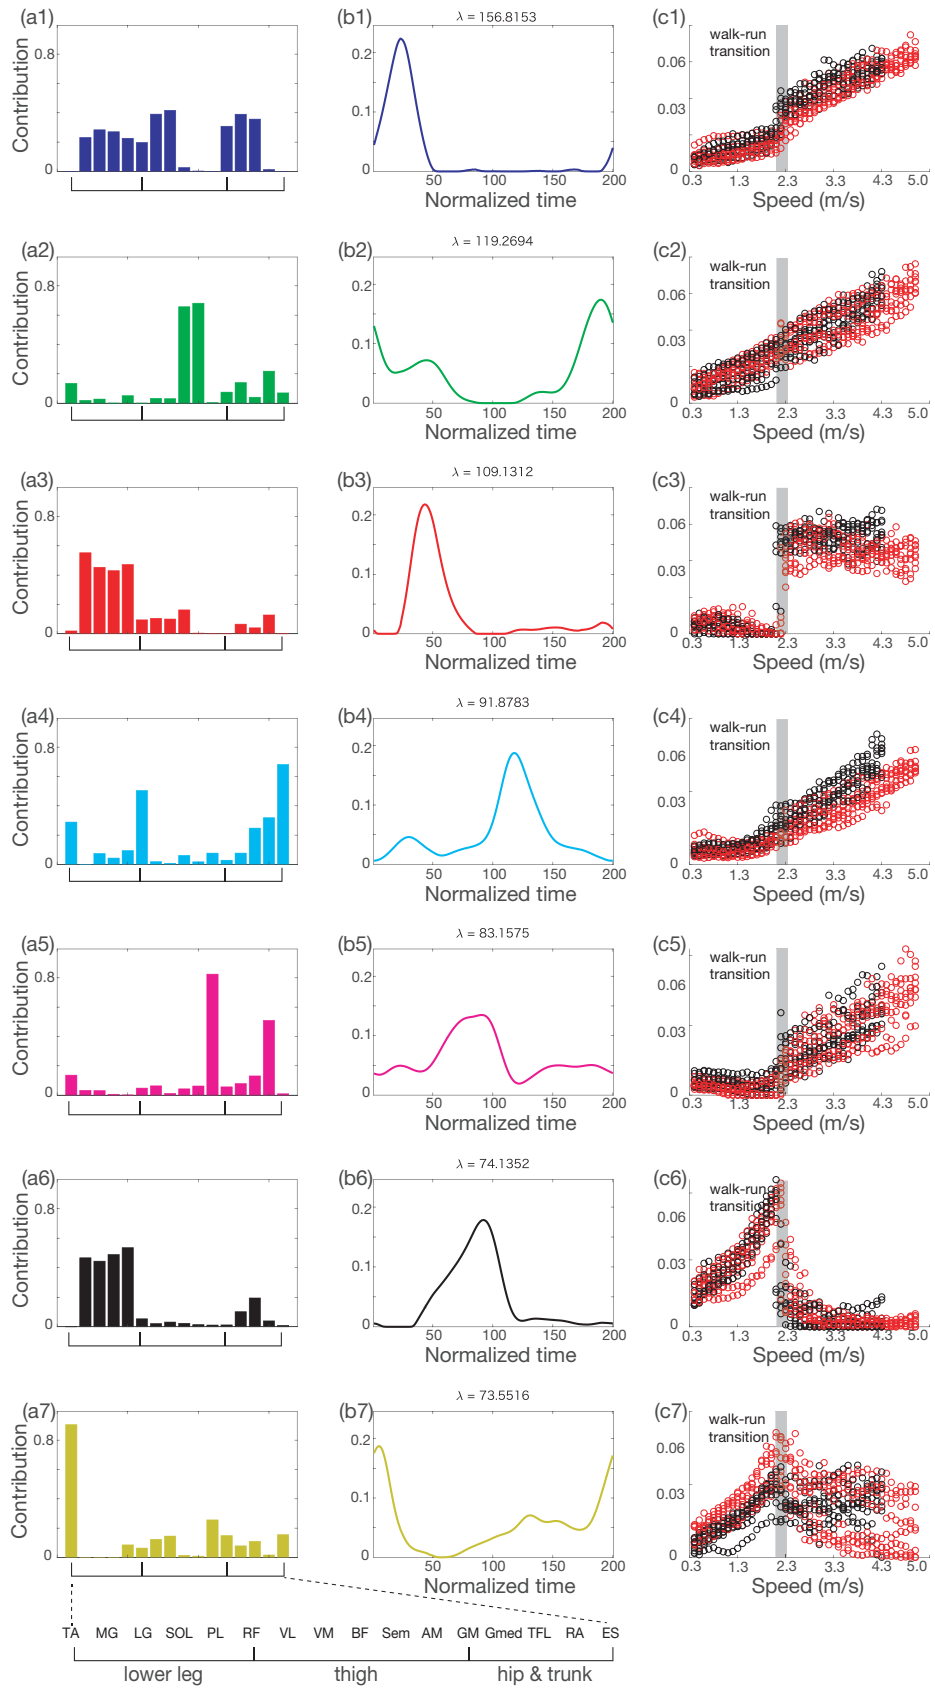 (a1) (b1) λ = 156.8153 (c1)
0.8 0.2 0.06
walk-run
transition
Contribution
0.1 0.03
0 0 0
50 100 150 200 0.3 1.3 2.3 3.3 4.3 5.0
Normalized time Speed (m/s)
(a2) (b2) λ = 119.2694 (c2)
0.8 0.2 0.06
walk-run
transition
Contribution
0.1 0.03
0 0 0
50 100 150 200 0.3 1.3 2.3 3.3 4.3 5.0
Normalized time Speed (m/s)
(a3) (b3) λ = 109.1312 (c3)
0.8 0.2 0.06
walk-run
transition
Contribution
0.1 0.03
0 0 0
50 100 150 200 0.3 1.3 2.3 3.3 4.3 5.0
Normalized time Speed (m/s)
(a4) (b4) λ = 91.8783 (c4)
0.8 0.2 0.06
walk-run
transition
Contribution
0.1 0.03
0 0 0
50 100 150 200 0.3 1.3 2.3 3.3 4.3 5.0
Normalized time Speed (m/s)
(a5) (b5) λ = 83.1575 (c5)
0.8 0.2 0.06
walk-run
transition
Contribution
0.1 0.03
0 0 0
50 100 150 200 0.3 1.3 2.3 3.3 4.3 5.0
Normalized time Speed (m/s)
(a6) (b6) λ = 74.1352 (c6)
0.8 0.2 0.06
walk-run
transition
Contribution
0.1 0.03
0 0 0
50 100 150 200 0.3 1.3 2.3 3.3 4.3 5.0
Normalized time Speed (m/s)
(a7) (b7) λ = 73.5516 (c7)
0.8 0.2 0.06
walk-run
transition
Contribution
0.1 0.03
0 0 0
50 100 150 200 0.3 1.3 2.3 3.3 4.3 5.0
Normalized time Speed (m/s)
TA MG LG SOL PL RF VL VM BF Sem AM GM Gmed TFL RA ES
lower leg thigh hip & trunk